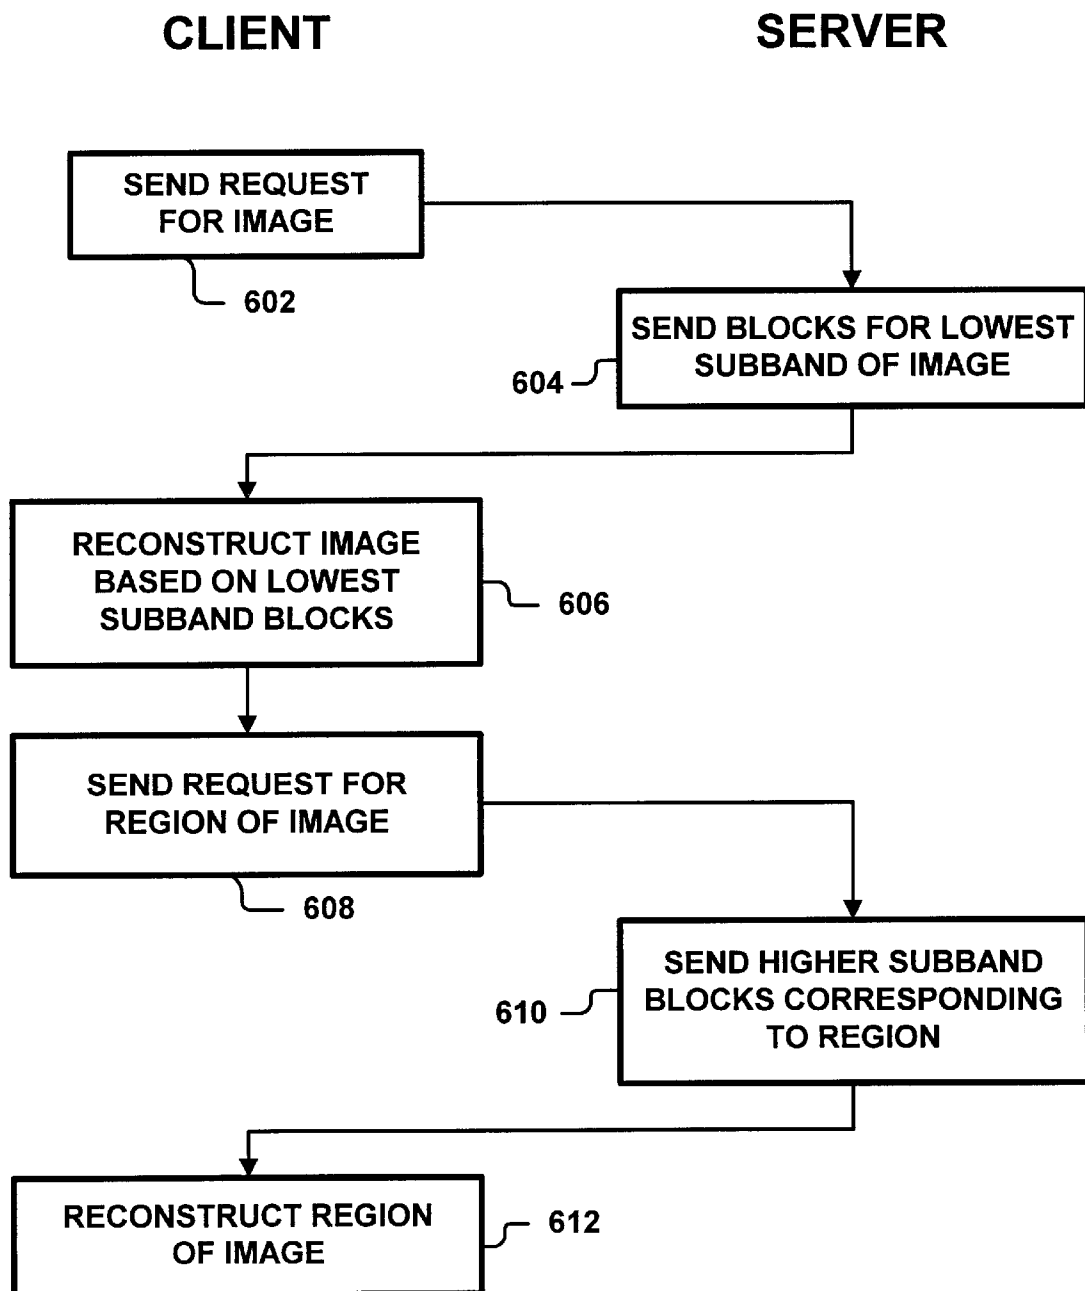 CLIENT
SERVER
SEND REQUEST
FOR IMAGE
602
SEND BLOCKS FOR LOWEST
SUBBAND OF IMAGE
604
RECONSTRUCT IMAGE
BASED ON LOWEST
SUBBAND BLOCKS
606
SEND REQUEST FOR
REGION OF IMAGE
608
SEND HIGHER SUBBAND
BLOCKS CORRESPONDING
TO REGION
610
RECONSTRUCT REGION
OF IMAGE
612